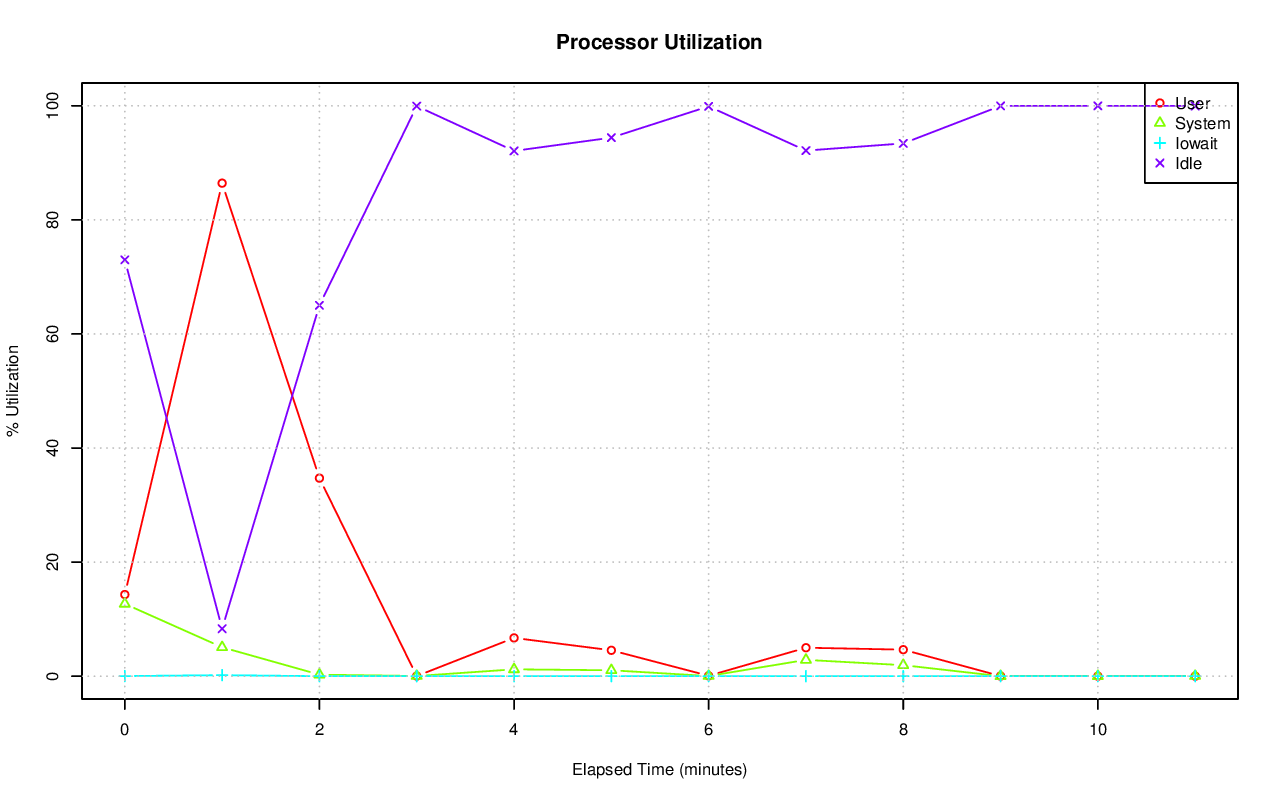 Processor Utilization
% Utilization
100
80
60
40
20
0
User
System
Iowait
Idle
0 2 4 6 8 10
Elapsed Time (minutes)